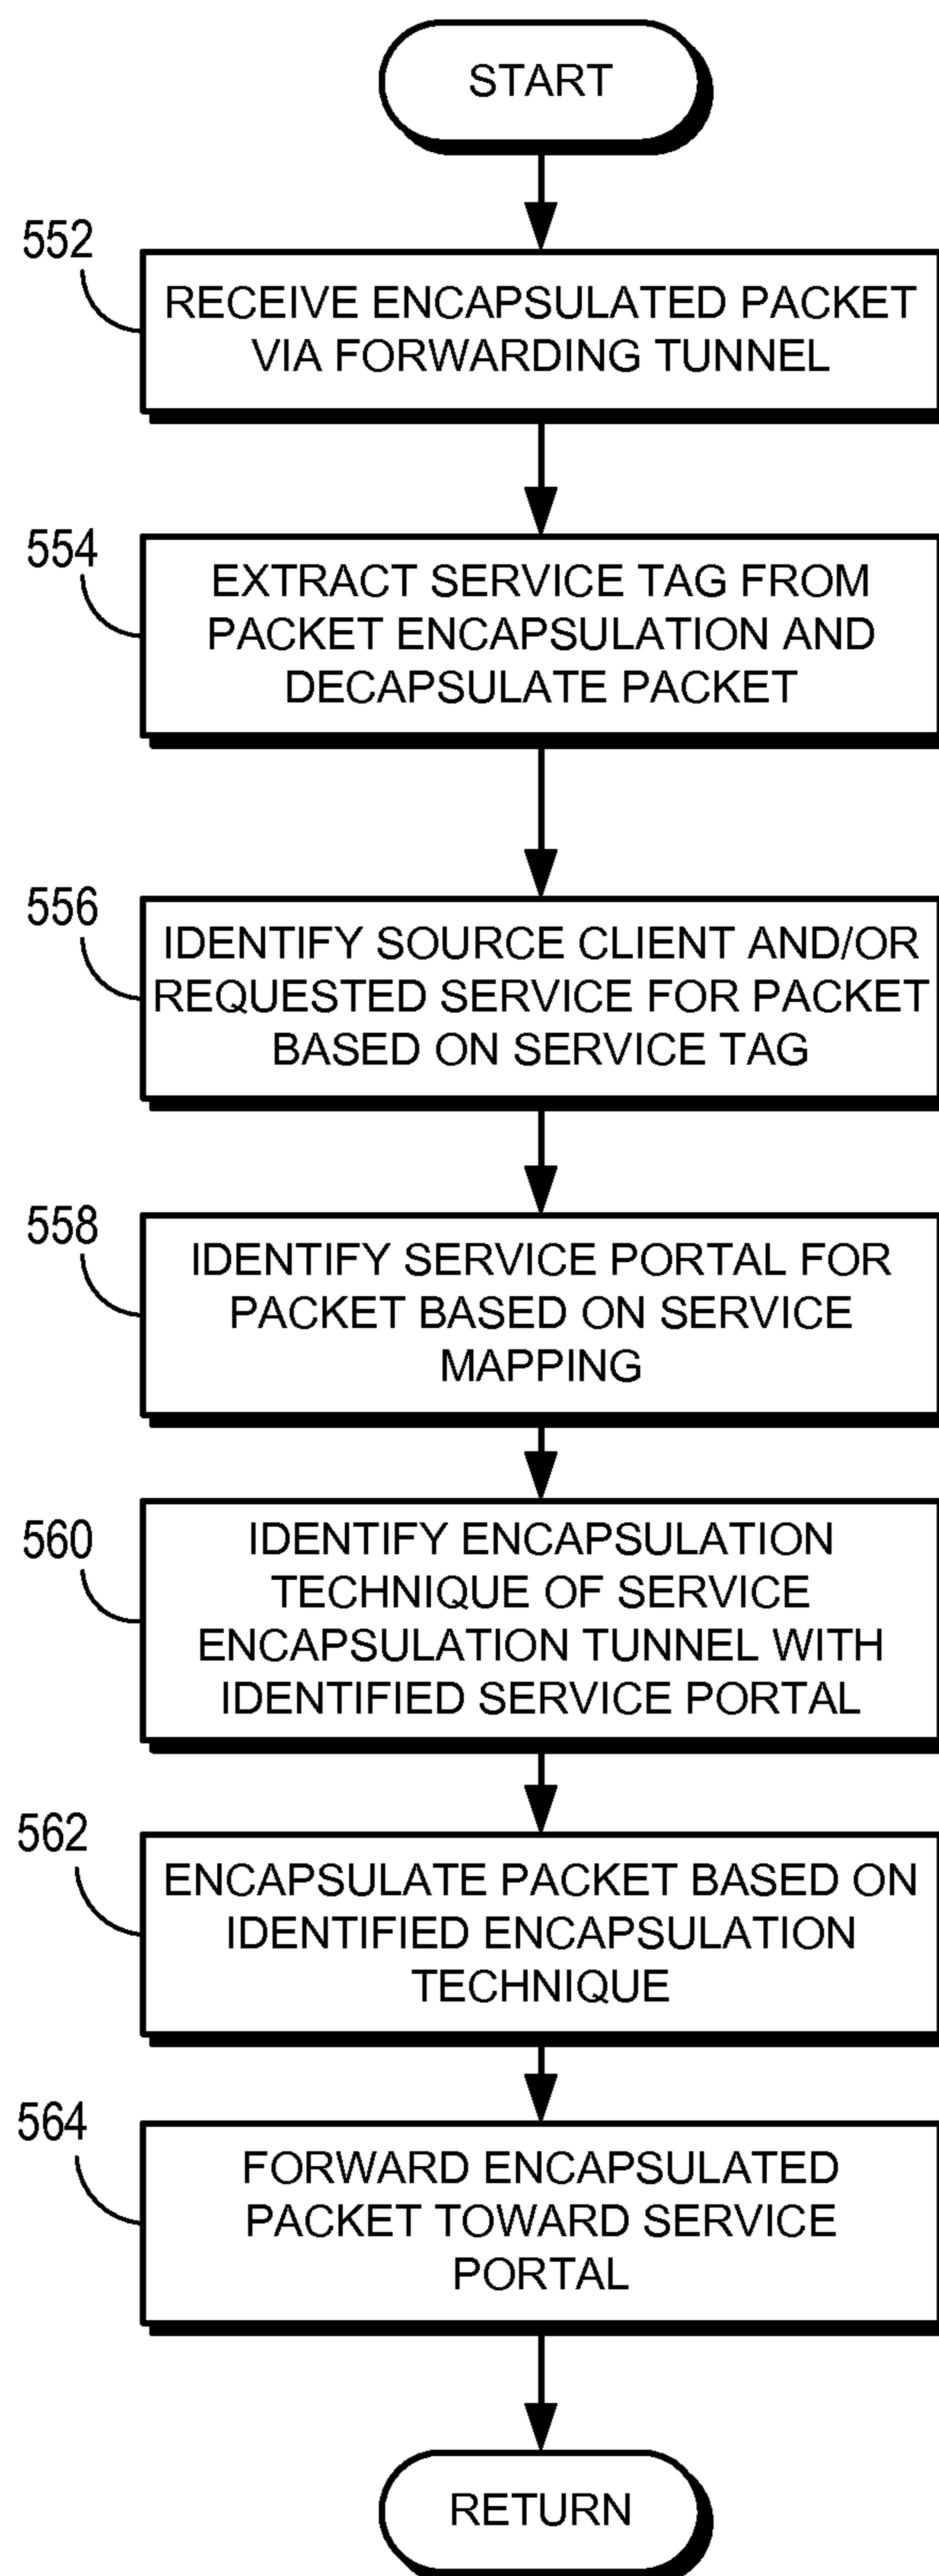 START
552
RECEIVE ENCAPSULATED PACKET
VIA FORWARDING TUNNEL
554
EXTRACT SERVICE TAG FROM
PACKET ENCAPSULATION AND
DECAPSULATE PACKET
556
IDENTIFY SOURCE CLIENT AND/OR
REQUESTED SERVICE FOR PACKET
BASED ON SERVICE TAG
558
IDENTIFY SERVICE PORTAL FOR
PACKET BASED ON SERVICE
MAPPING
560
IDENTIFY ENCAPSULATION
TECHNIQUE OF SERVICE
ENCAPSULATION TUNNEL WITH
IDENTIFIED SERVICE PORTAL
562
ENCAPSULATE PACKET BASED ON
IDENTIFIED ENCAPSULATION
TECHNIQUE
564
FORWARD ENCAPSULATED
PACKET TOWARD SERVICE
PORTAL
RETURN